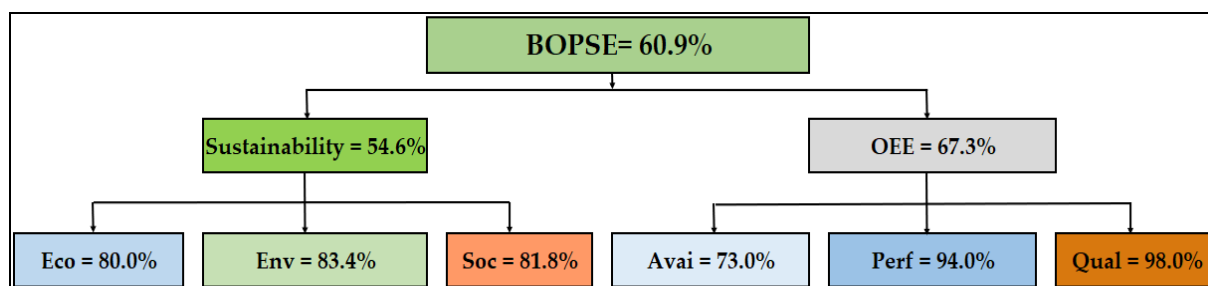 BOPSE= 60.9%
Sustainability = 54.6%
OEE = 67.3%
Eco = 80.0%
Env = 83.4%
Soc = 81.8%
Avai = 73.0%
Perf = 94.0%
Qual = 98.0%